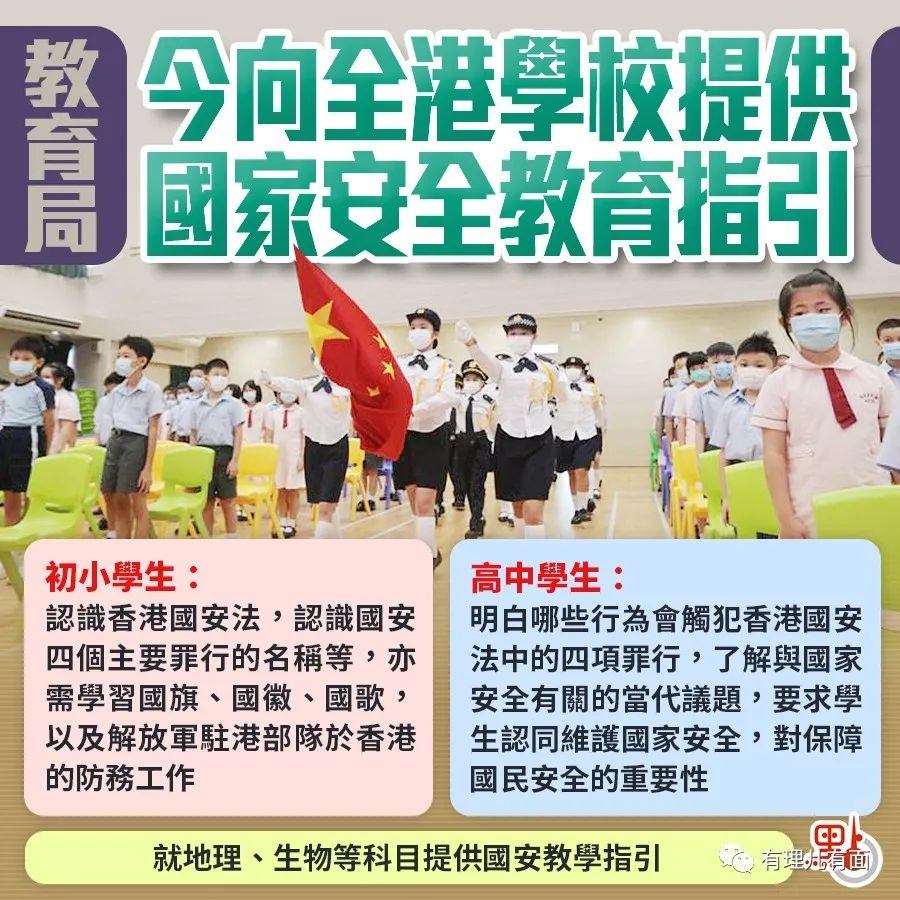 教育局
今向全港學校提供
國家安全教育指引
初小學生：
認識香港國安法，認識國安
四個主要罪行的名稱等，亦
需學習國旗、國徽、國歌，
以及解放軍駐港部隊於香港
的防務工作
高中學生：
明白哪些行為會觸犯香港國安
法中的四項罪行，了解與國家
安全有關的當代議題，要求學
生認同維護國家安全，對保障
國民安全的重要性
就地理、生物等科目提供國安教學指引
有理儿有面
點